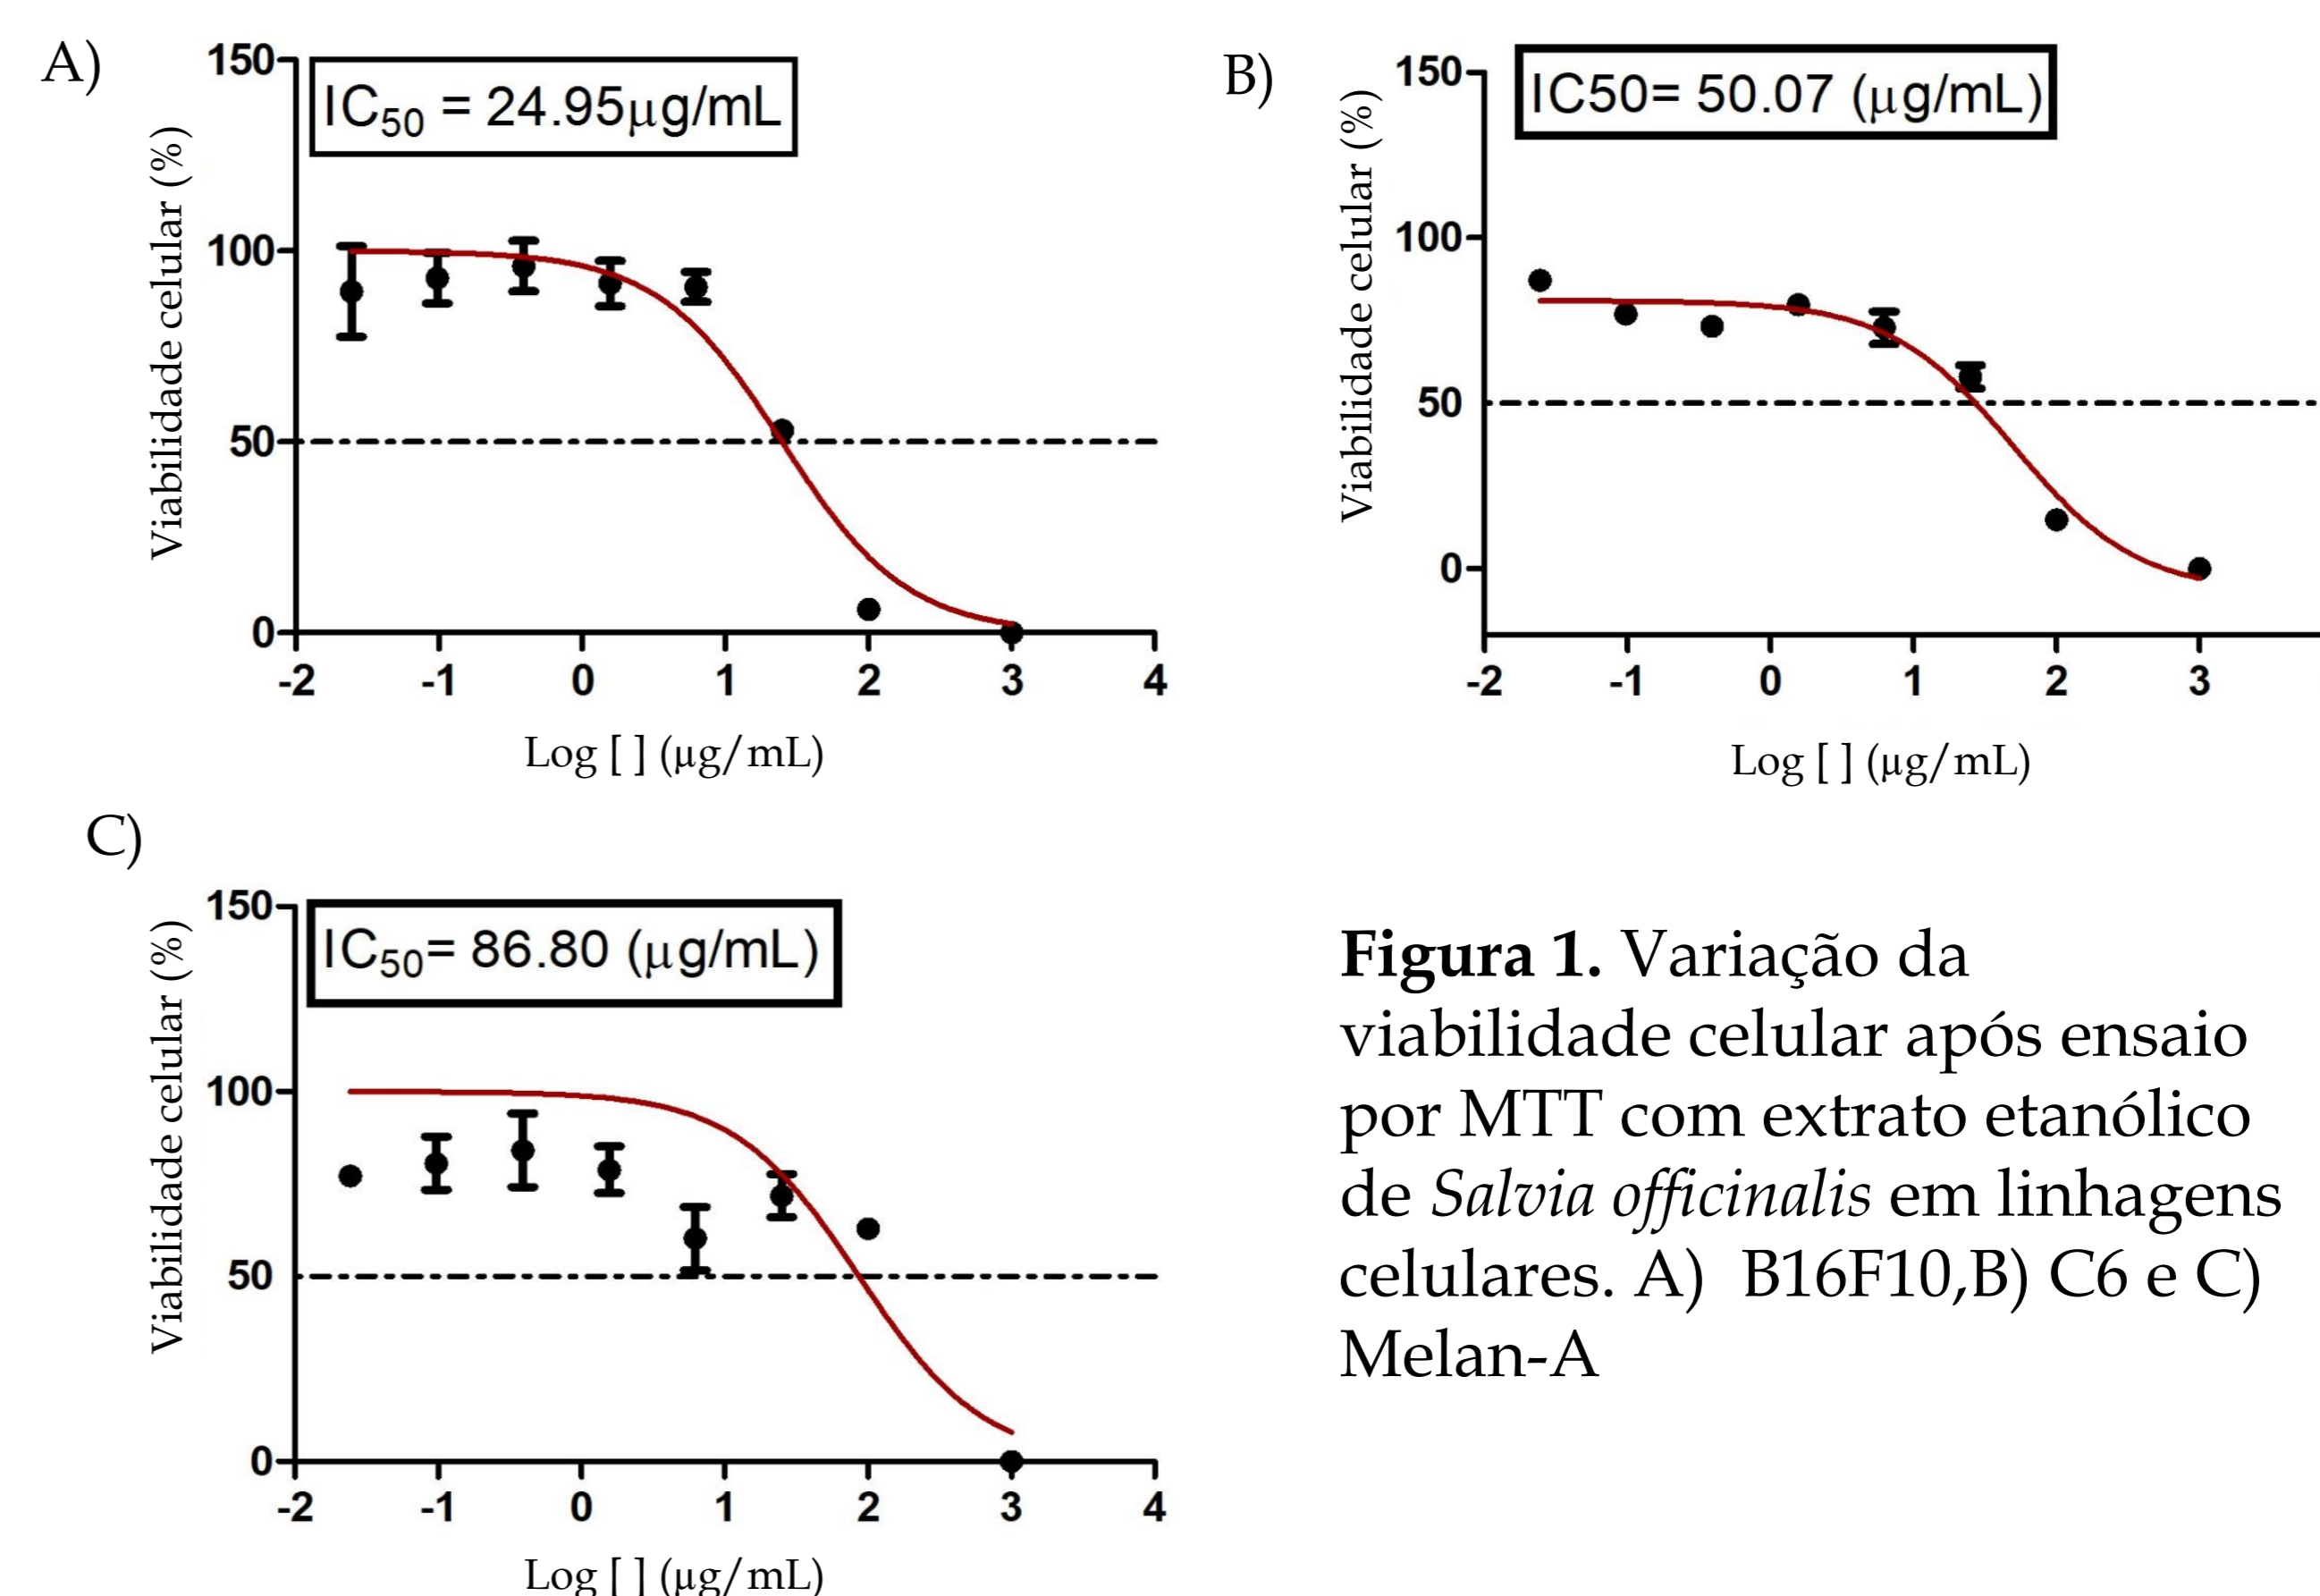 A)
IC50 = 24.95μg/mL
Viabilidade celular (%)
150
100
50
0
-2 -1 0 1 2 3 4
Log [ ] (μg/mL)
B)
IC50= 50.07 (μg/mL)
Viabilidade celular (%)
150
100
50
0
-2 -1 0 1 2 3
Log [ ] (μg/mL)
C)
IC50= 86.80 (μg/mL)
Viabilidade celular (%)
150
100
50
0
-2 -1 0 1 2 3 4
Log [ ] (μg/mL)
Figura 1. Variação da
viabilidade celular após ensaio
por MTT com extrato etanólico
de Salvia officinalis em linhagens
celulares. A) B16F10,B) C6 e C)
Melan-A